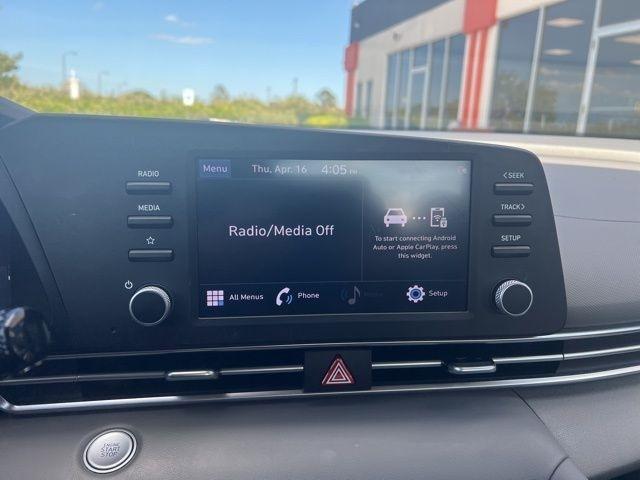 RADIO
MEDIA
Menu
Thu, Apr. 16 4:05 PM
Radio/Media Off
To start connecting Android
Auto or Apple CarPlay, press
this widget.
All Menus
Phone
Setup
<SEEK
TRACK>
SETUP
ENGINE
START
STOP